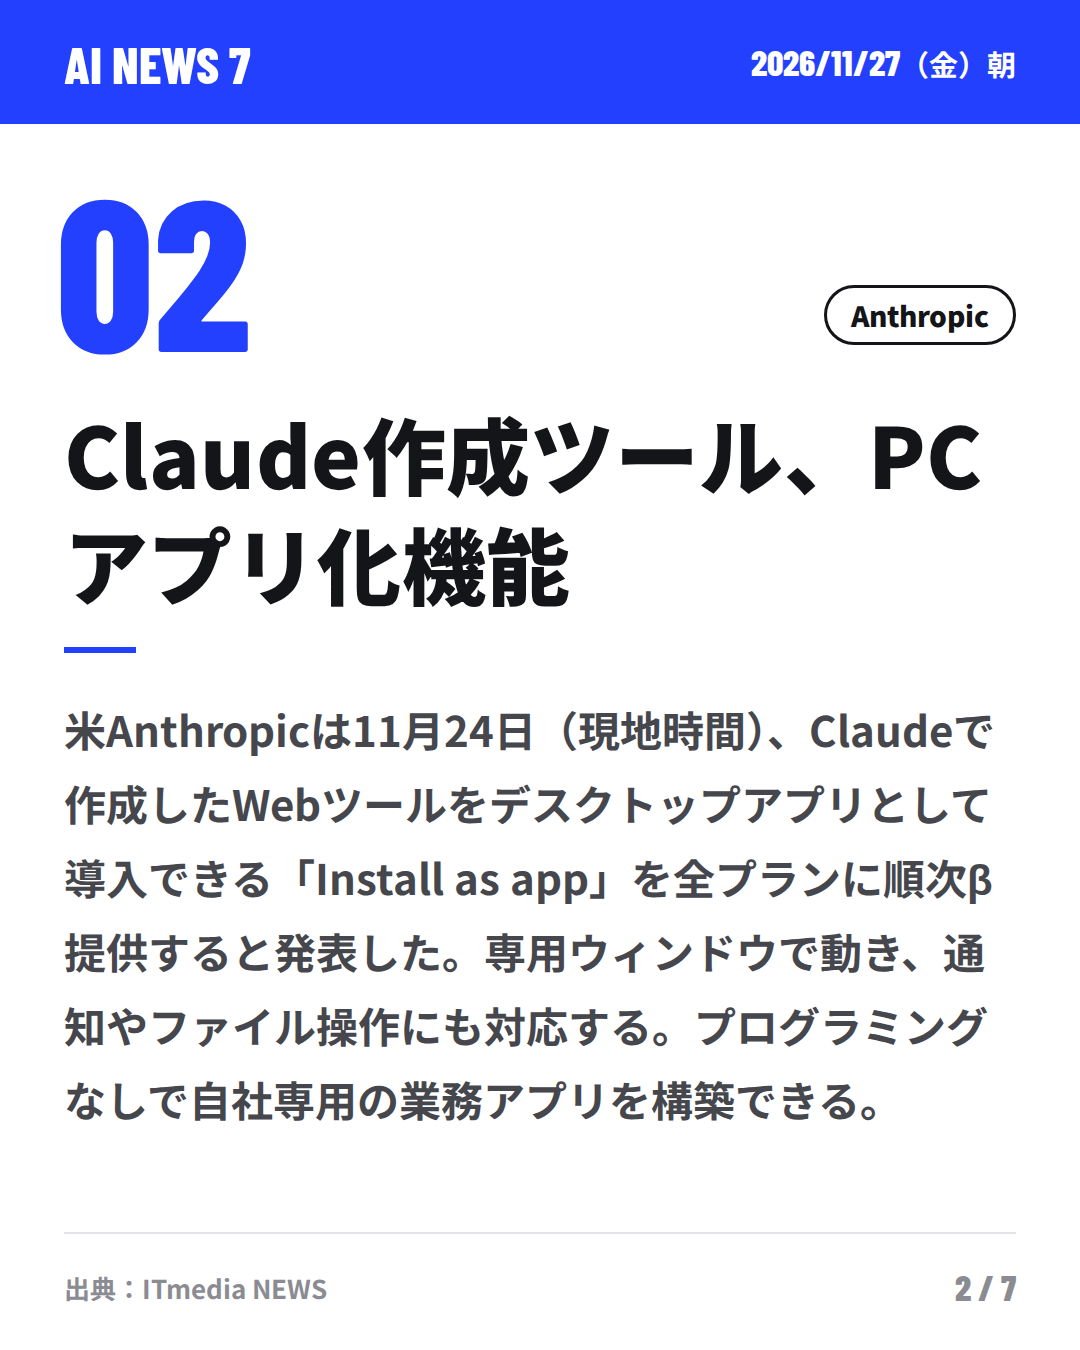 AI NEWS 7
2026/11/27（金）朝
02
Anthropic
Claude作成ツール、PC
アプリ化機能
米Anthropicは11月24日（現地時間）、Claudeで
作成したWebツールをデスクトップアプリとして
導入できる「Install as app」を全プランに順次β
提供すると発表した。専用ウィンドウで動き、通
知やファイル操作にも対応する。プログラミング
なしで自社専用の業務アプリを構築できる。
出典：ITmedia NEWS
2 / 7